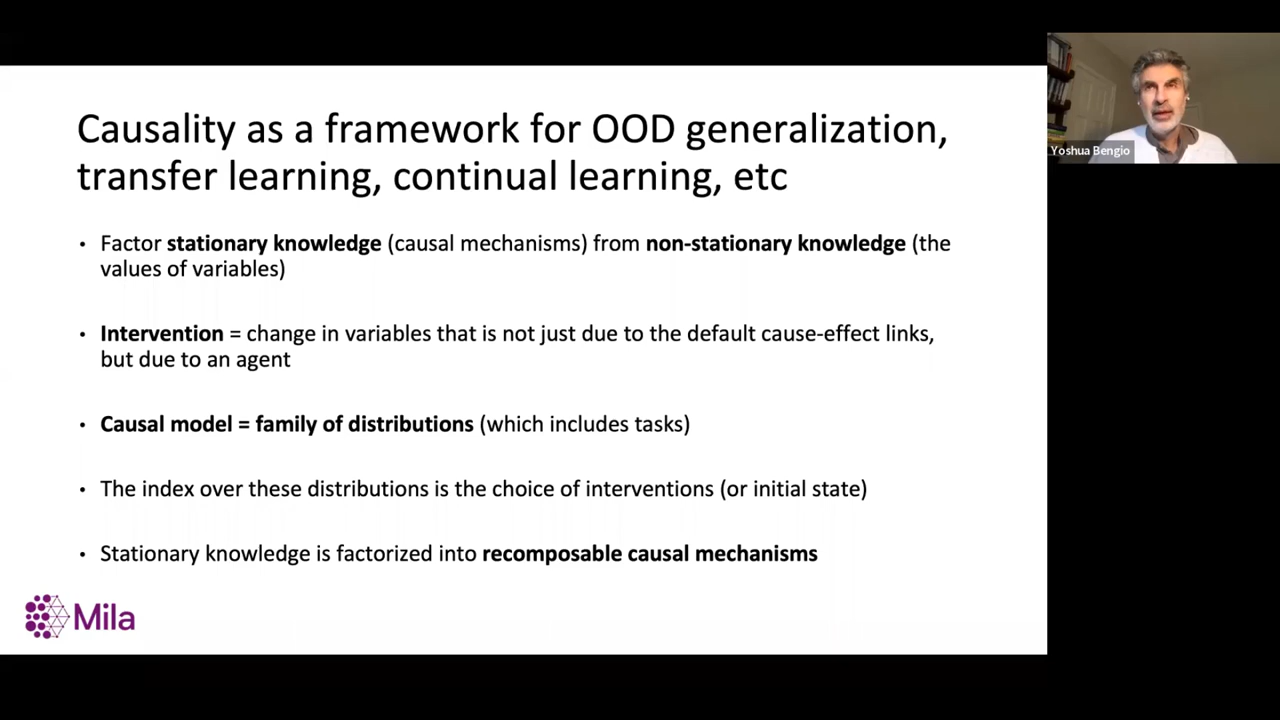 Causality as a framework for OOD generalization,
transfer learning, continual learning, etc
• Factor stationary knowledge (causal mechanisms) from non-stationary knowledge (the
values of variables)
• Intervention = change in variables that is not just due to the default cause-effect links,
but due to an agent
• Causal model = family of distributions (which includes tasks)
• The index over these distributions is the choice of interventions (or initial state)
• Stationary knowledge is factorized into recomposable causal mechanisms
Mila
Yoshua Bengio